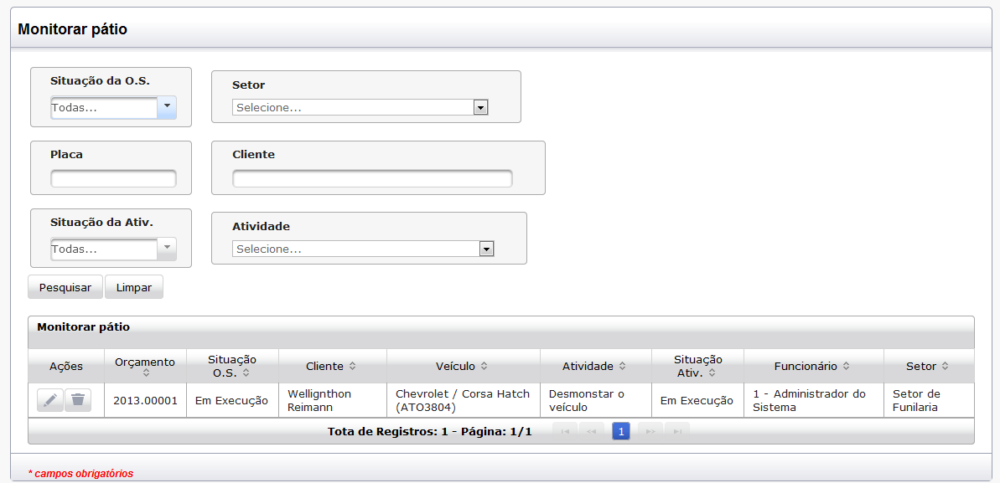 Monitorar pátio
Situação da O.S.
Todas...
Setor
Selecione...
Placa
Cliente
Situação da Ativ.
Todas...
Atividade
Selecione...
Pesquisar Limpar
Monitorar pátio
Ações Orçamento Situação O.S. Cliente Veículo Atividade Situação Ativ. Funcionário Setor
2013.00001 Em Execução Wellignthon Reimann Chevrolet / Corsa Hatch (ATO3804) Desmonstar o veículo Em Execução 1 - Administrador do Sistema Setor de Funilaria
Tota de Registros: 1 - Página: 1/1 1
* campos obrigatórios